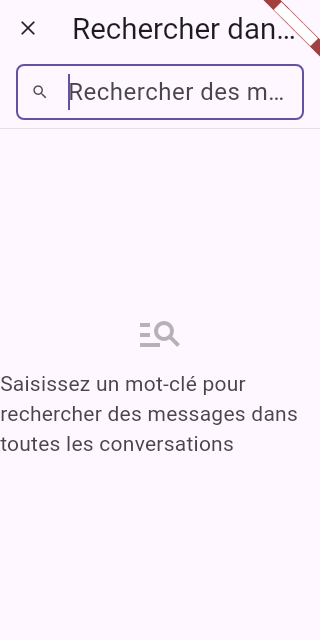 Rechercher dan…
Rechercher des m…
Saisissez un mot-clé pour
rechercher des messages dans
toutes les conversations